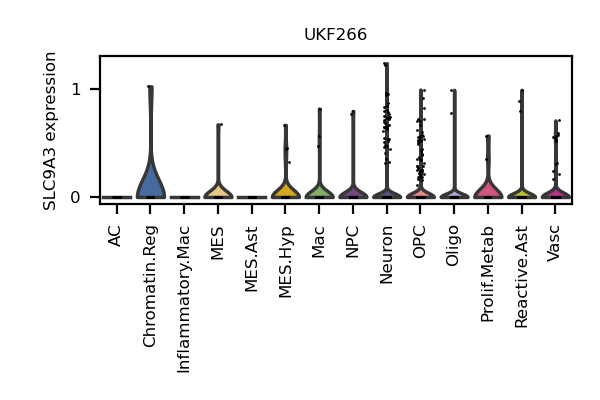 UKF266
SLC9A3 expression
1
0
AC
Chromatin.Reg
Inflammatory.Mac
MES
MES.Ast
MES.Hyp
Mac
NPC
Neuron
OPC
Oligo
Prolif.Metab
Reactive.Ast
Vasc